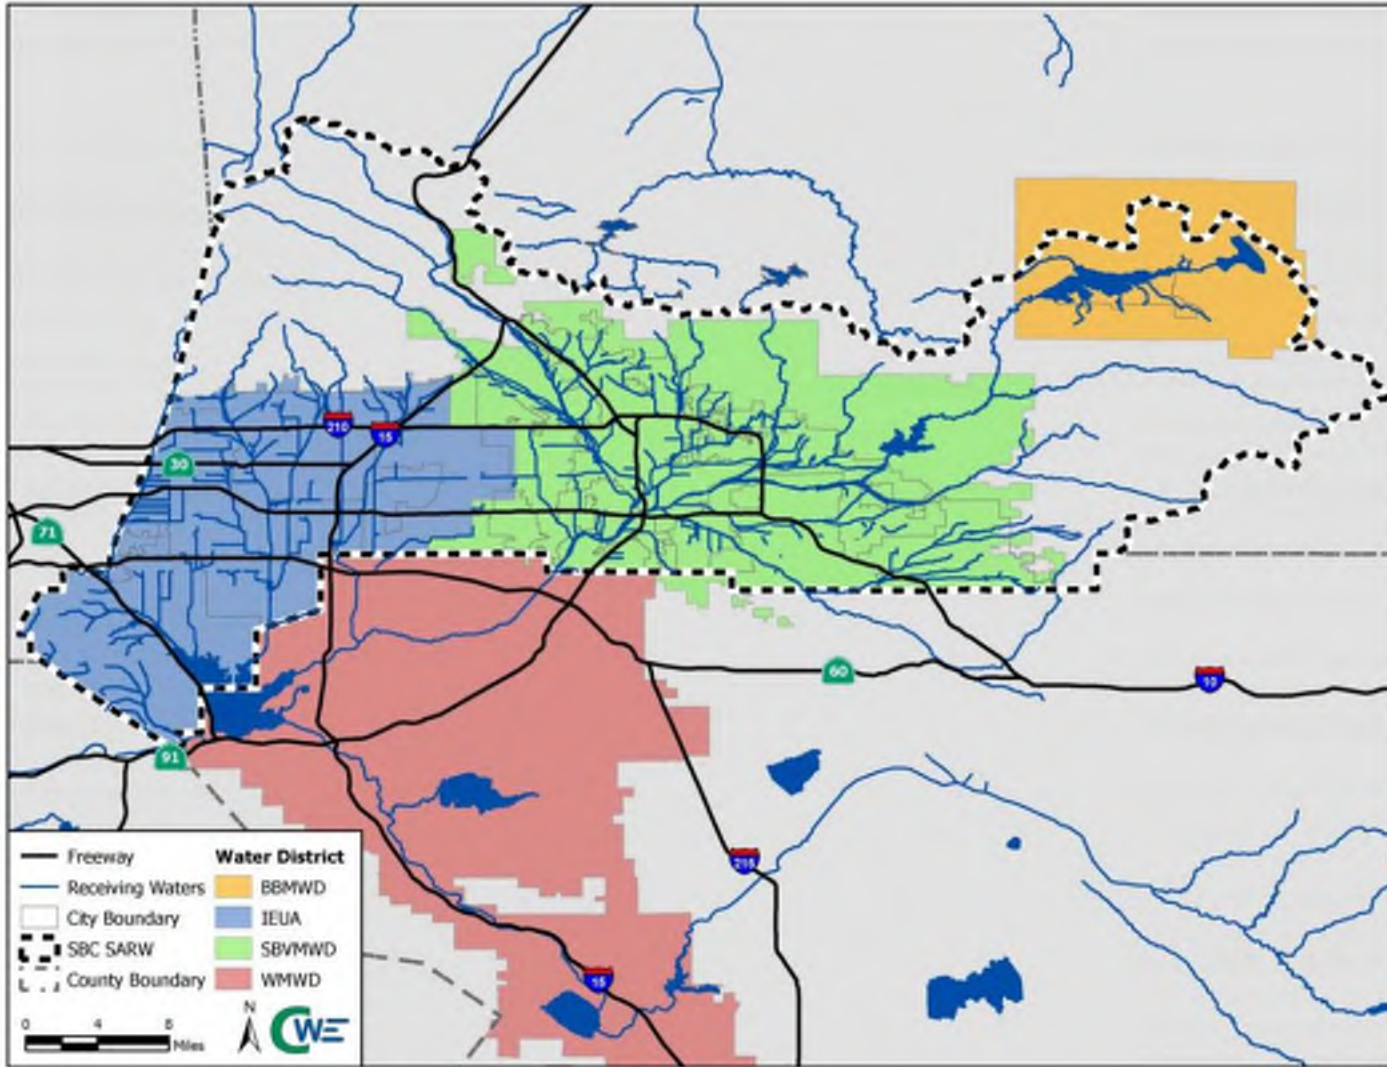 210
15
30
71
60
10
91
215
15
Freeway
Receiving Waters
City Boundary
SBC SARW
County Boundary
Water District
BBMWD
IEUA
SBVMWD
WMWD
N
CWE
0 4 8
Miles